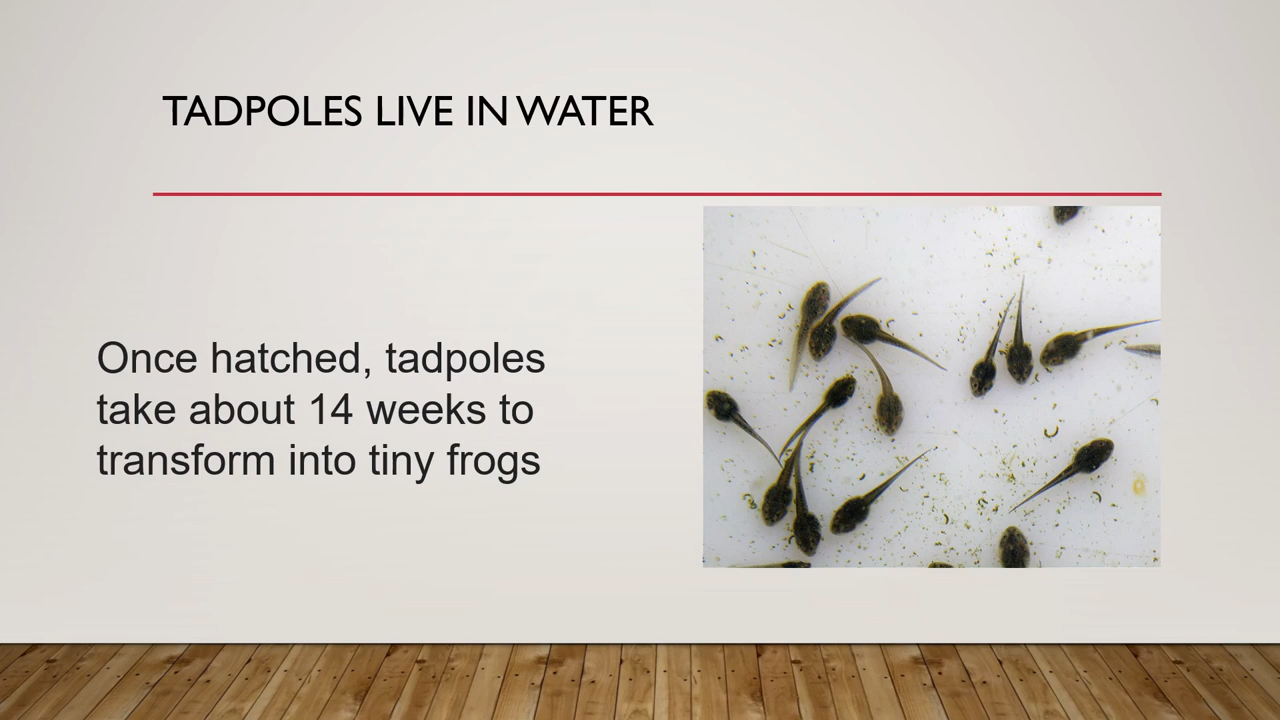 TADPOLES LIVE IN WATER
Once hatched, tadpoles
take about 14 weeks to
transform into tiny frogs